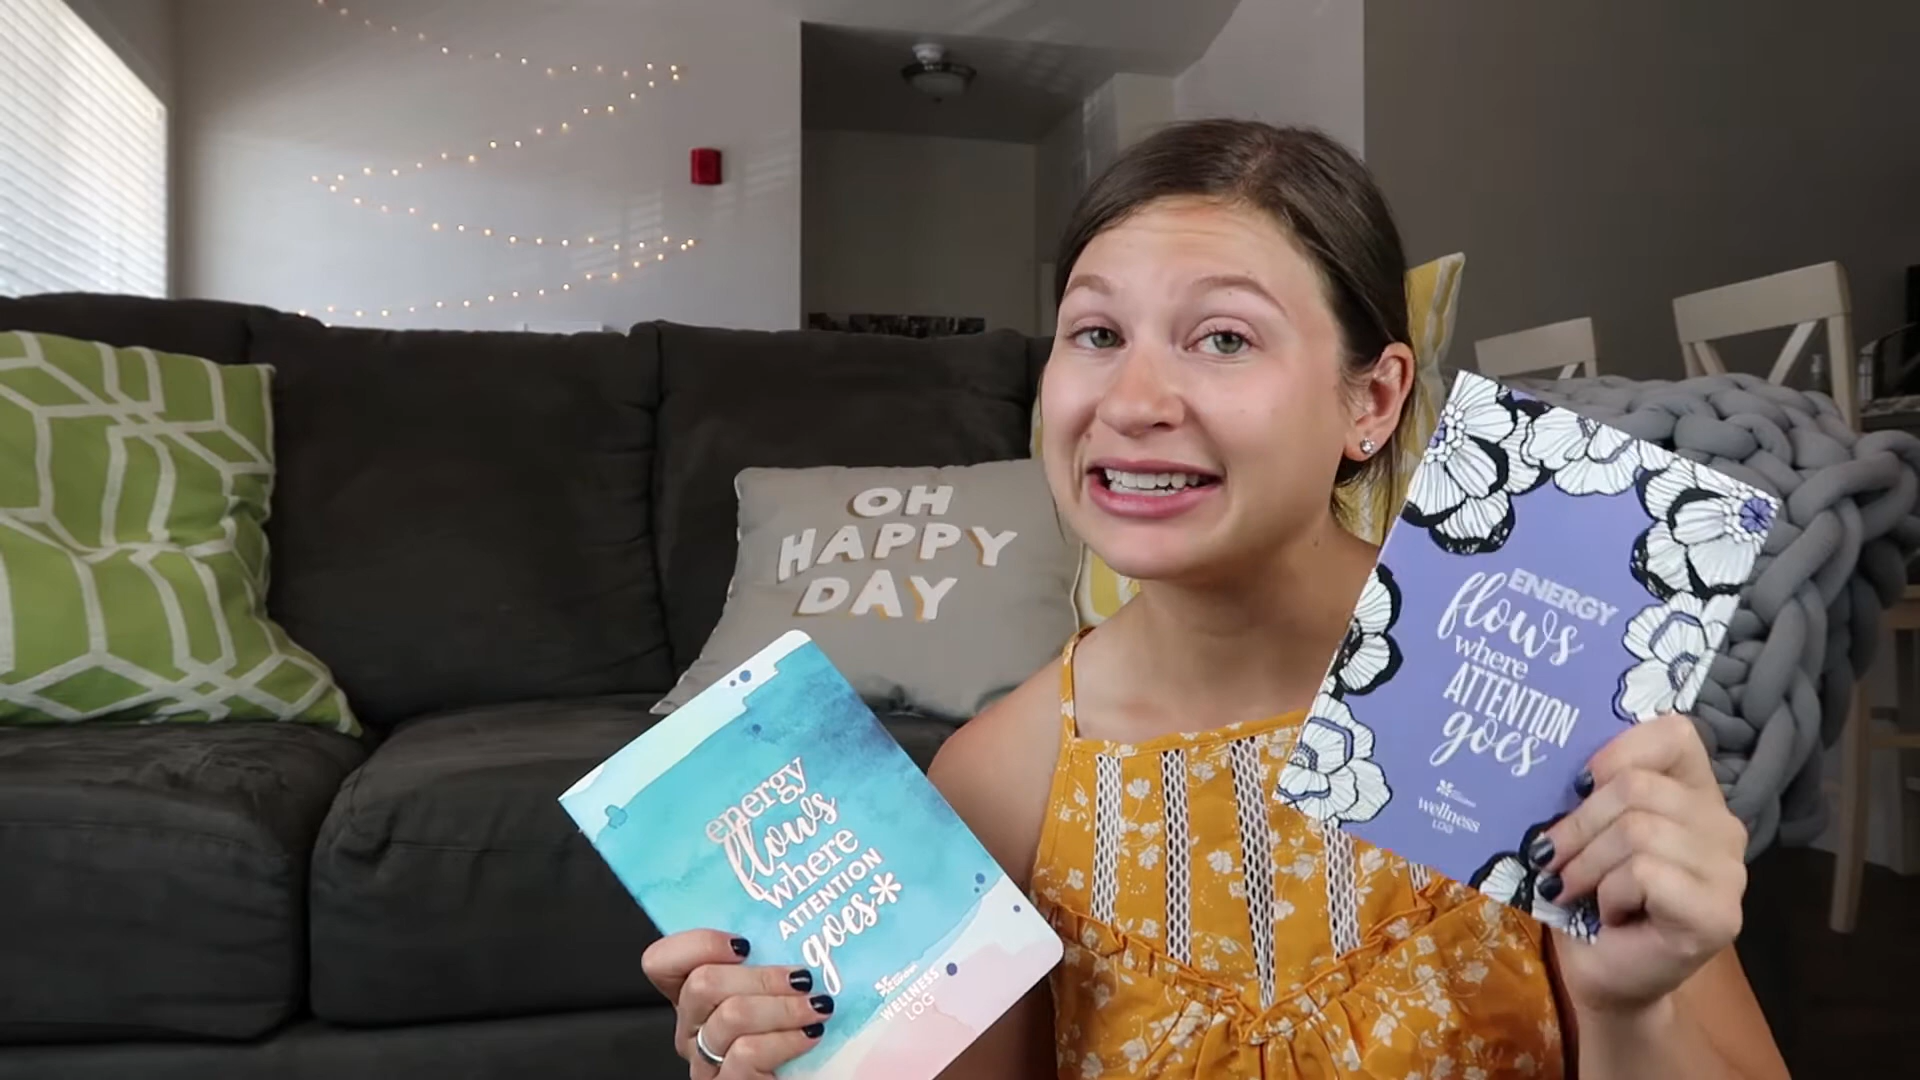 OH
HAPPY
DAY
energy
flows
where
ATTENTION
goes*
WELLNESS
LOG
ENERGY
flows
where
ATTENTION
goes
wellness
LOG